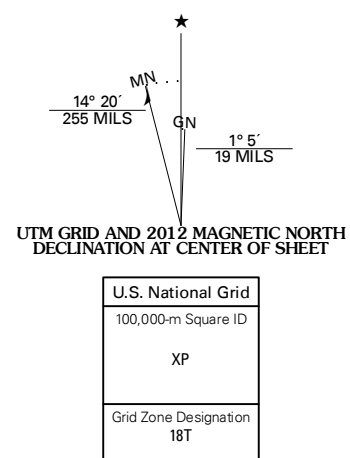 ★
MN
GN
14° 20´
255 MILS
1° 5´
19 MILS
UTM GRID AND 2012 MAGNETIC NORTH
DECLINATION AT CENTER OF SHEET
U.S. National Grid
100,000-m Square ID
XP
Grid Zone Designation
18T